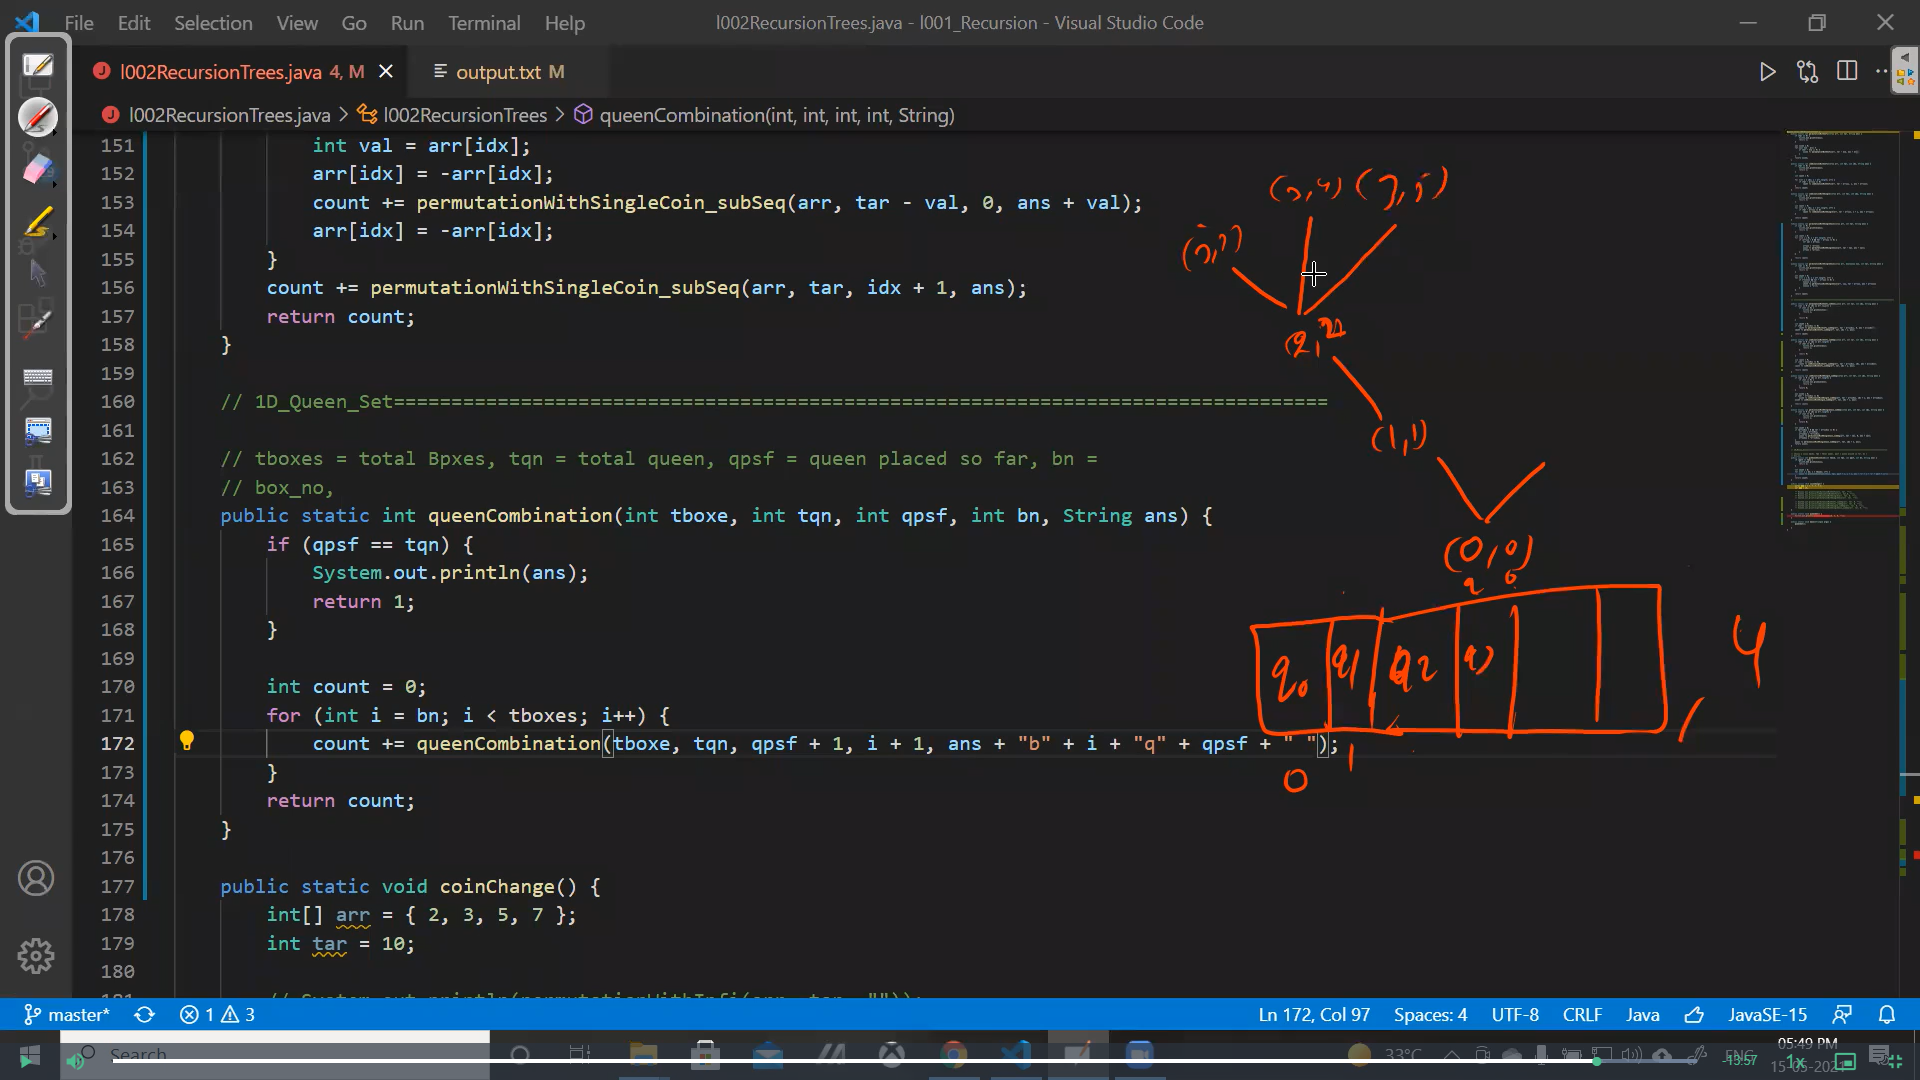 File Edit Selection View Go Run Terminal Help
l002RecursionTrees.java - l001_Recursion - Visual Studio Code
l002RecursionTrees.java 4, M
output.txt M
l002RecursionTrees.java > l002RecursionTrees > queenCombination(int, int, int, int, String)
151 int val = arr[idx];
152 arr[idx] = -arr[idx];
153 count += permutationWithSingleCoin_subSeq(arr, tar - val, 0, ans + val);
154 arr[idx] = -arr[idx];
155 }
156 count += permutationWithSingleCoin_subSeq(arr, tar, idx + 1, ans);
157 return count;
158 }
159
160 // 1D_Queen_Set=================================================================================
161
162 // tboxes = total Bpxes, tqn = total queen, qpsf = queen placed so far, bn =
163 // box_no,
164 public static int queenCombination(int tboxe, int tqn, int qpsf, int bn, String ans) {
165 if (qpsf == tqn) {
166 System.out.println(ans);
167 return 1;
168 }
169
170 int count = 0;
171 for (int i = bn; i < tboxes; i++) {
172 count += queenCombination(tboxe, tqn, qpsf + 1, i + 1, ans + "b" + i + "q" + qpsf + " ");
173 }
174 return count;
175 }
176
177 public static void coinChange() {
178 int[] arr = { 2, 3, 5, 7 };
179 int tar = 10;
180
(3,4) (3,5)
(1,1)
(0,0)
q b
q0 q1 q2
4
0 1
master* 1 3
Ln 172, Col 97 Spaces: 4 UTF-8 CRLF Java JavaSE-15
Search
33°C ENG
05:49 PM
15-05-2021
-13:57 1x